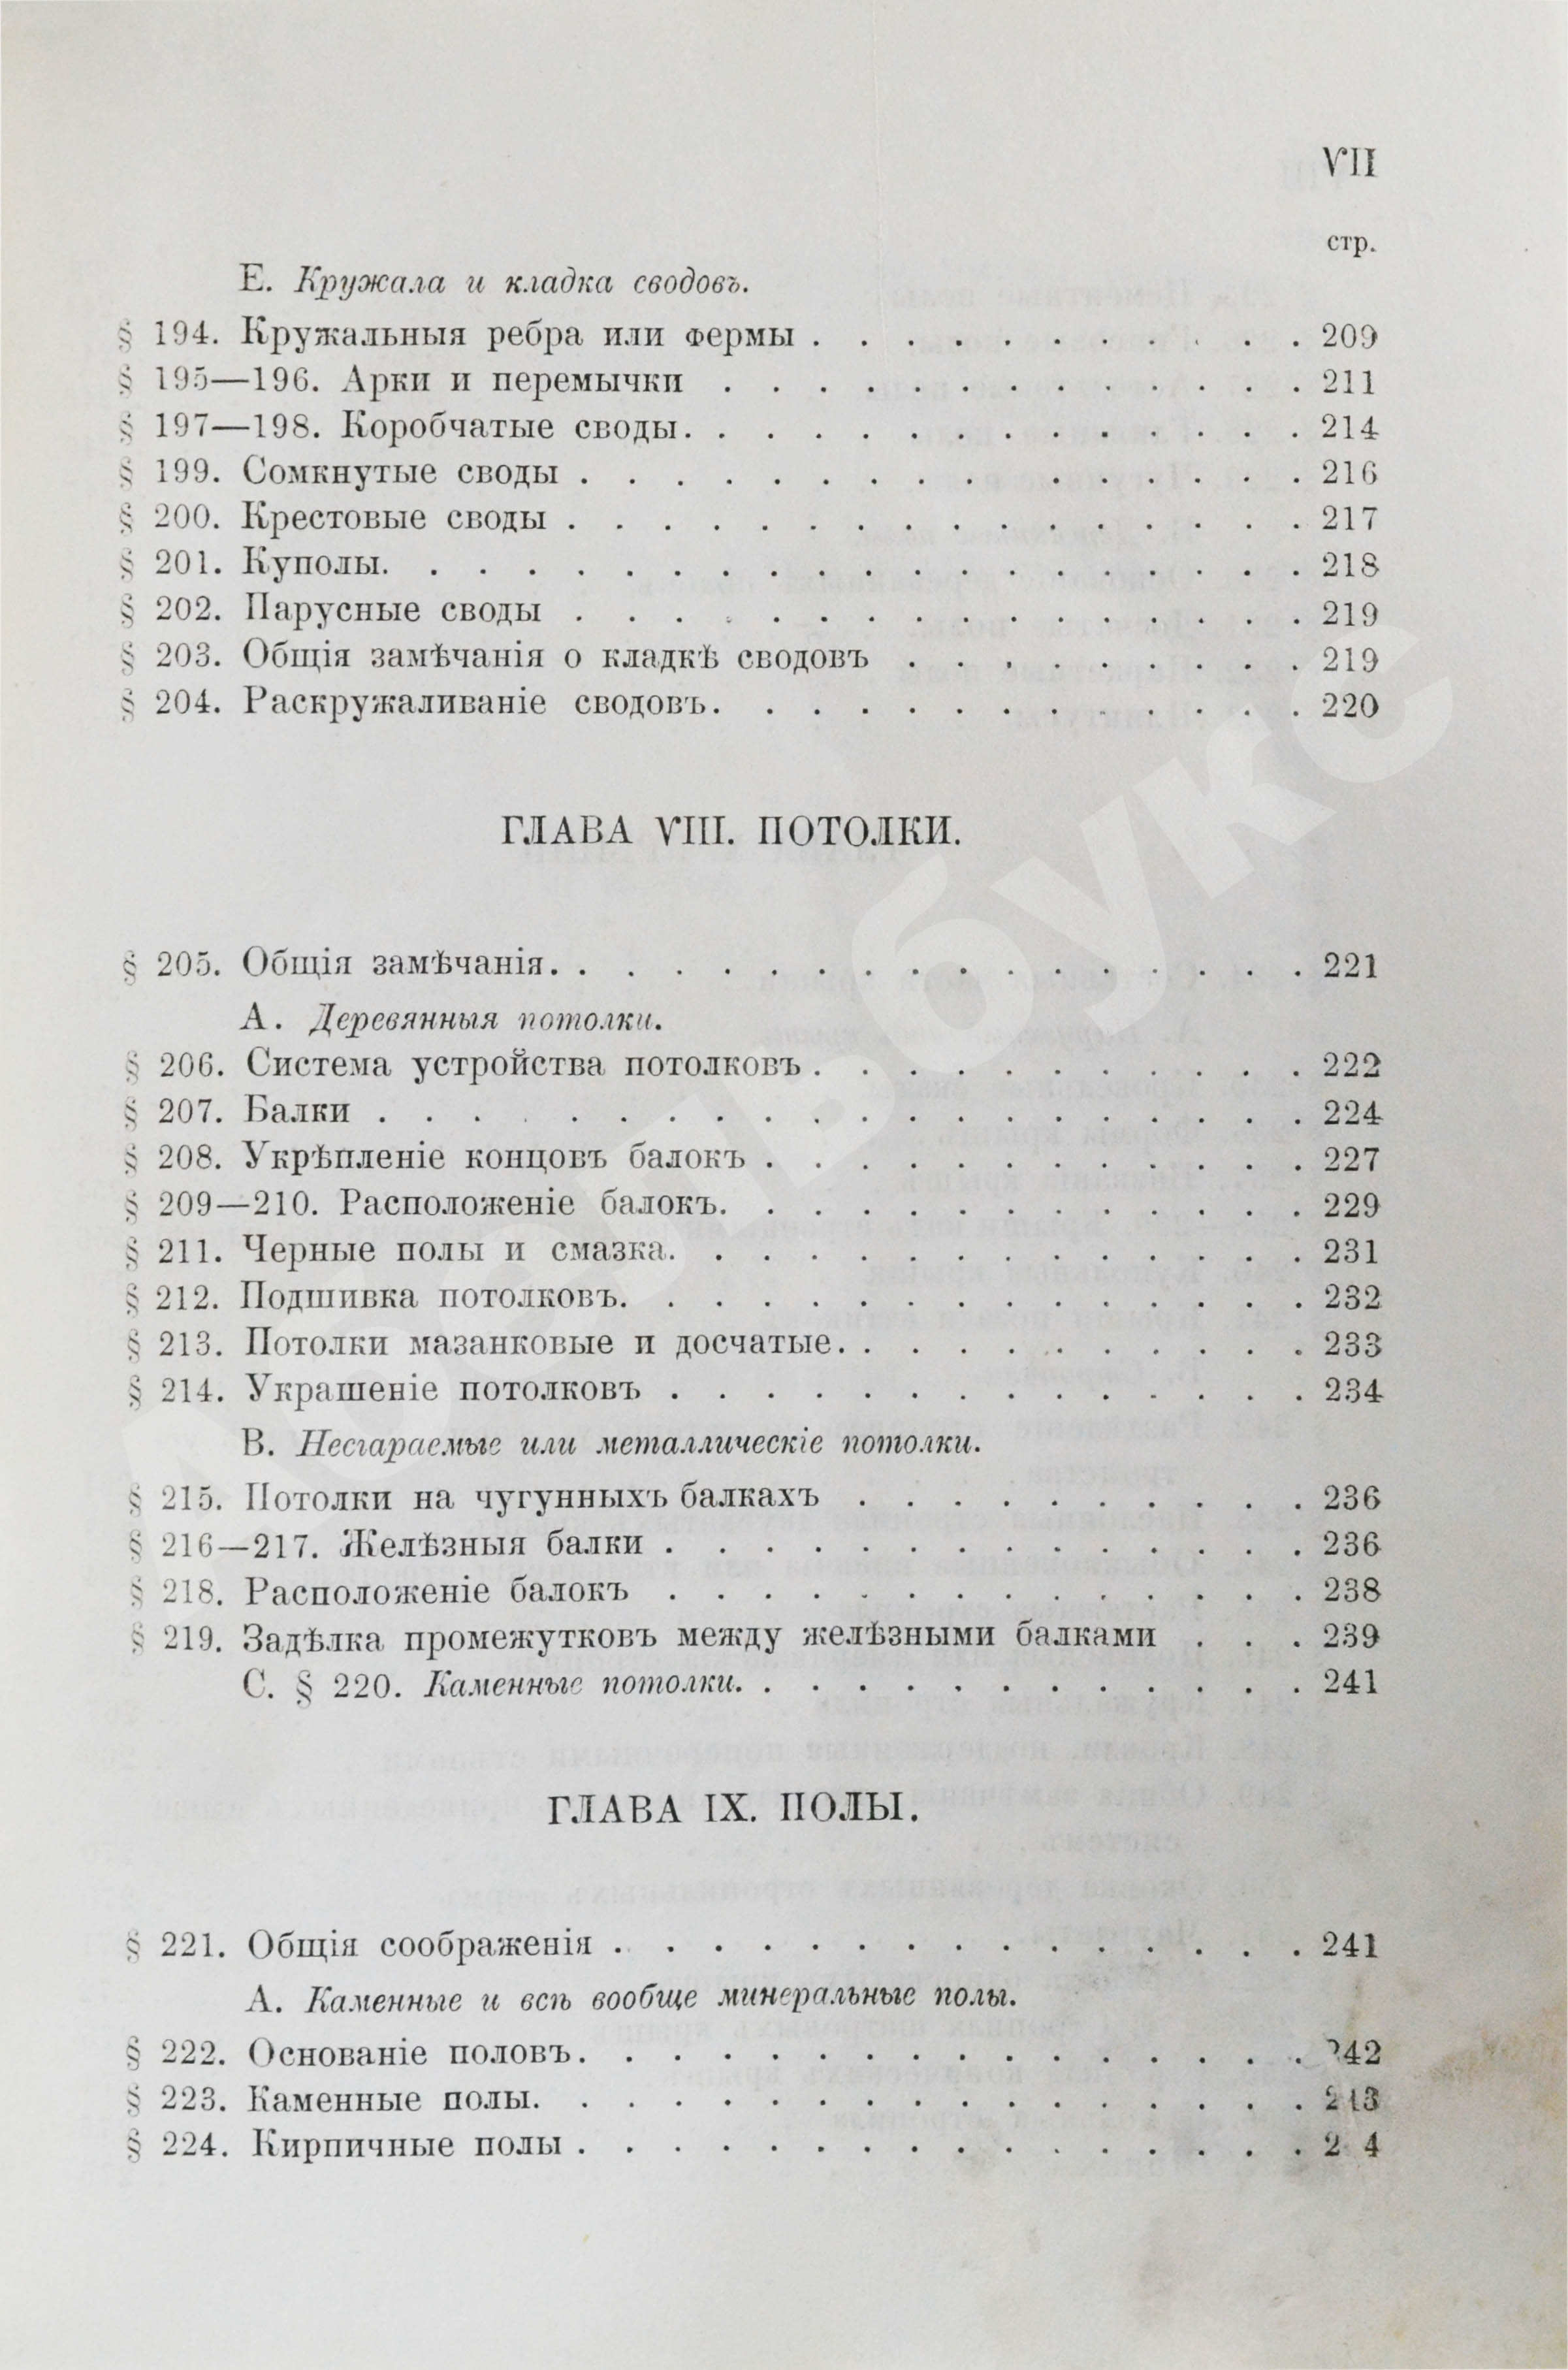 VII
стр.
Е. Кружала и кладка сводовъ.
§ 194. Кружальныя ребра или фермы . . . . . . . . . . . 209
§ 195—196. Арки и перемычки . . . . . . . . . . . . . 211
§ 197—198. Коробчатые своды. . . . . . . . . . . . . . 214
§ 199. Сомкнутые своды . . . . . . . . . . . . . . . . 216
§ 200. Крестовые своды . . . . . . . . . . . . . . . . 217
§ 201. Куполы. . . . . . . . . . . . . . . . . . . . 218
§ 202. Парусные своды . . . . . . . . . . . . . . . . 219
§ 203. Общія замѣчанія о кладкѣ сводовъ . . . . . . . . . 219
§ 204. Раскружаливаніе сводовъ. . . . . . . . . . . . . 220
ГЛАВА VIII. ПОТОЛКИ.
§ 205. Общія замѣчанія. . . . . . . . . . . . . . . . . 221
А. Деревянныя потолки.
§ 206. Система устройства потолковъ . . . . . . . . . . . 222
§ 207. Балки . . . . . . . . . . . . . . . . . . . . 224
§ 208. Укрѣпленіе концовъ балокъ . . . . . . . . . . . . 227
§ 209—210. Расположеніе балокъ. . . . . . . . . . . . . 229
§ 211. Черные полы и смазка. . . . . . . . . . . . . . 231
§ 212. Подшивка потолковъ. . . . . . . . . . . . . . . 232
§ 213. Потолки мазанковые и досчатые. . . . . . . . . . . 233
§ 214. Украшеніе потолковъ . . . . . . . . . . . . . . 234
В. Несгараемые или металлическіе потолки.
§ 215. Потолки на чугунныхъ балкахъ . . . . . . . . . . 236
§ 216—217. Желѣзныя балки . . . . . . . . . . . . . . 236
§ 218. Расположеніе балокъ . . . . . . . . . . . . . . 238
§ 219. Задѣлка промежутковъ между желѣзными балками . . . 239
С. § 220. Каменные потолки. . . . . . . . . . . . . 241
ГЛАВА IX. ПОЛЫ.
§ 221. Общія соображенія . . . . . . . . . . . . . . . 241
А. Каменные и всѣ вообще минеральные полы.
§ 222. Основаніе половъ. . . . . . . . . . . . . . . . 242
§ 223. Каменные полы. . . . . . . . . . . . . . . . . 243
§ 224. Кирпичные полы . . . . . . . . . . . . . . . . 2 4